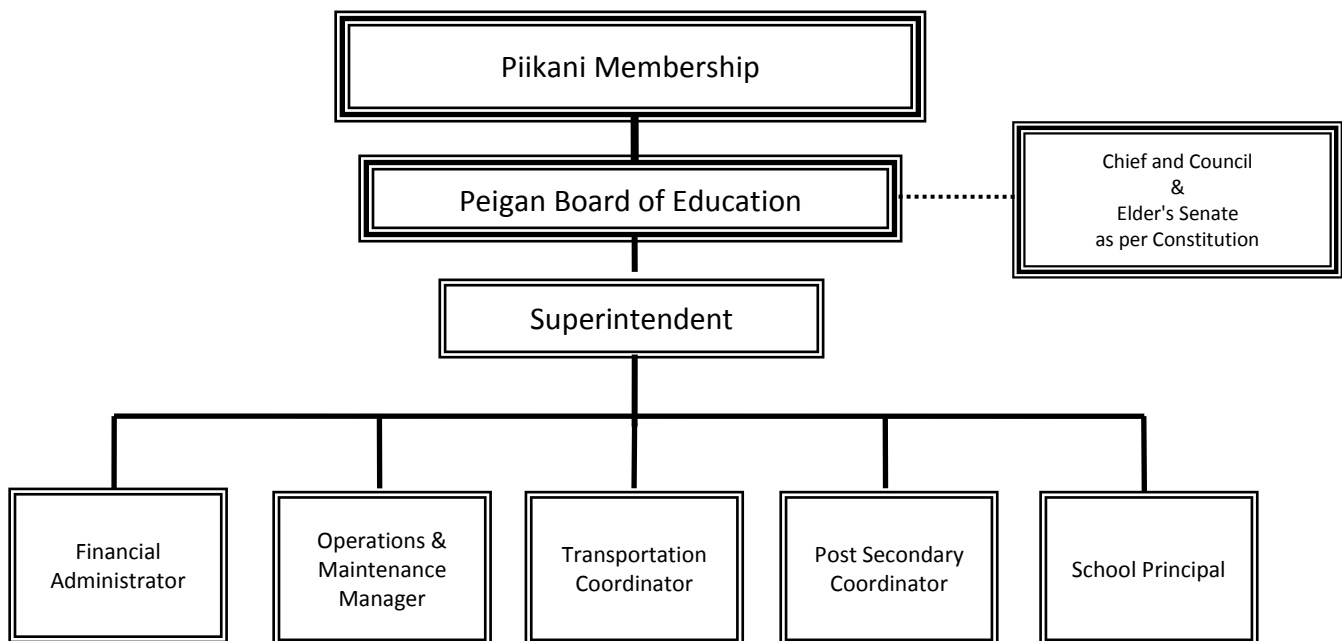 Piikani Membership
Peigan Board of Education
Chief and Council
&
Elder's Senate
as per Constitution
Superintendent
Financial
Administrator
Operations &
Maintenance
Manager
Transportation
Coordinator
Post Secondary
Coordinator
School Principal